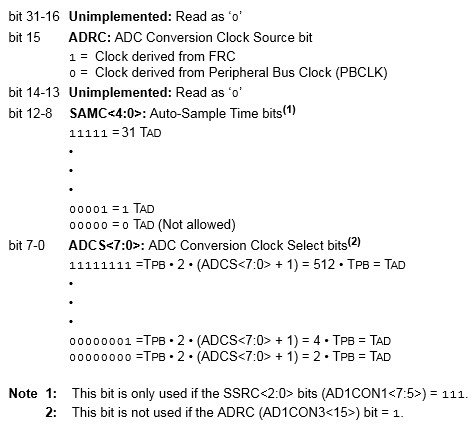 bit 31-16 Unimplemented: Read as ‘0’
bit 15 ADRC: ADC Conversion Clock Source bit
1 = Clock derived from FRC
0 = Clock derived from Peripheral Bus Clock (PBCLK)
bit 14-13 Unimplemented: Read as ‘0’
bit 12-8 SAMC<4:0>: Auto-Sample Time bits(1)
11111 =31 TAD
•
•
•
00001 =1 TAD
00000 =0 TAD (Not allowed)
bit 7-0 ADCS<7:0>: ADC Conversion Clock Select bits(2)
11111111 =TPB • 2 • (ADCS<7:0> + 1) = 512 • TPB = TAD
•
•
•
00000001 =TPB • 2 • (ADCS<7:0> + 1) = 4 • TPB = TAD
00000000 =TPB • 2 • (ADCS<7:0> + 1) = 2 • TPB = TAD
Note 1: This bit is only used if the SSRC<2:0> bits (AD1CON1<7:5>) = 111.
2: This bit is not used if the ADRC (AD1CON3<15>) bit = 1.